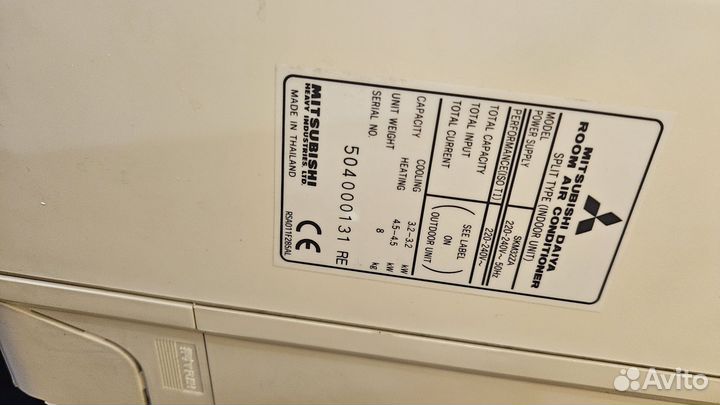 MITSUBISHI DAIYA
ROOM AIR CONDITIONER
SPLIT TYPE (INDOOR UNIT)
MODEL SKM32ZA
POWER SUPPLY 220-240V~50Hz
PERFORMANCE(ISO T1) 220-240V~
TOTAL CAPACITY
TOTAL INPUT
TOTAL CURRENT
( SEE LABEL
ON
OUTDOOR UNIT )
CAPACITY COOLING 3.2-3.2 kW
HEATING 4.5-4.5 kW
UNIT WEIGHT 8 kg
SERIAL NO. 504000131 RE
MITSUBISHI
HEAVY INDUSTRIES, LTD.
MADE IN THAILAND
CE
RSA011F285AL
Avito